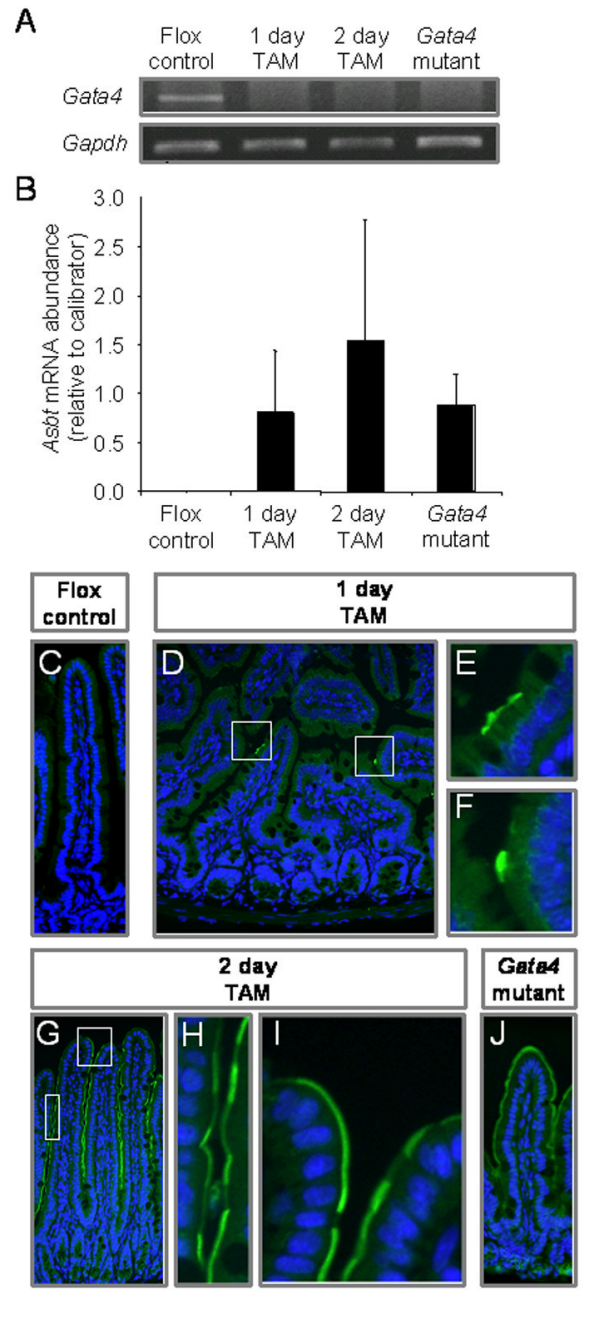 A
Flox control
1 day TAM
2 day TAM
Gata4 mutant
Gata4
Gapdh
B
Asbt mRNA abundance
(relative to calibrator)
3.0
2.5
2.0
1.5
1.0
0.5
0.0
Flox control
1 day TAM
2 day TAM
Gata4 mutant
Flox control
1 day TAM
C
D
E
F
2 day TAM
Gata4 mutant
G
H
I
J